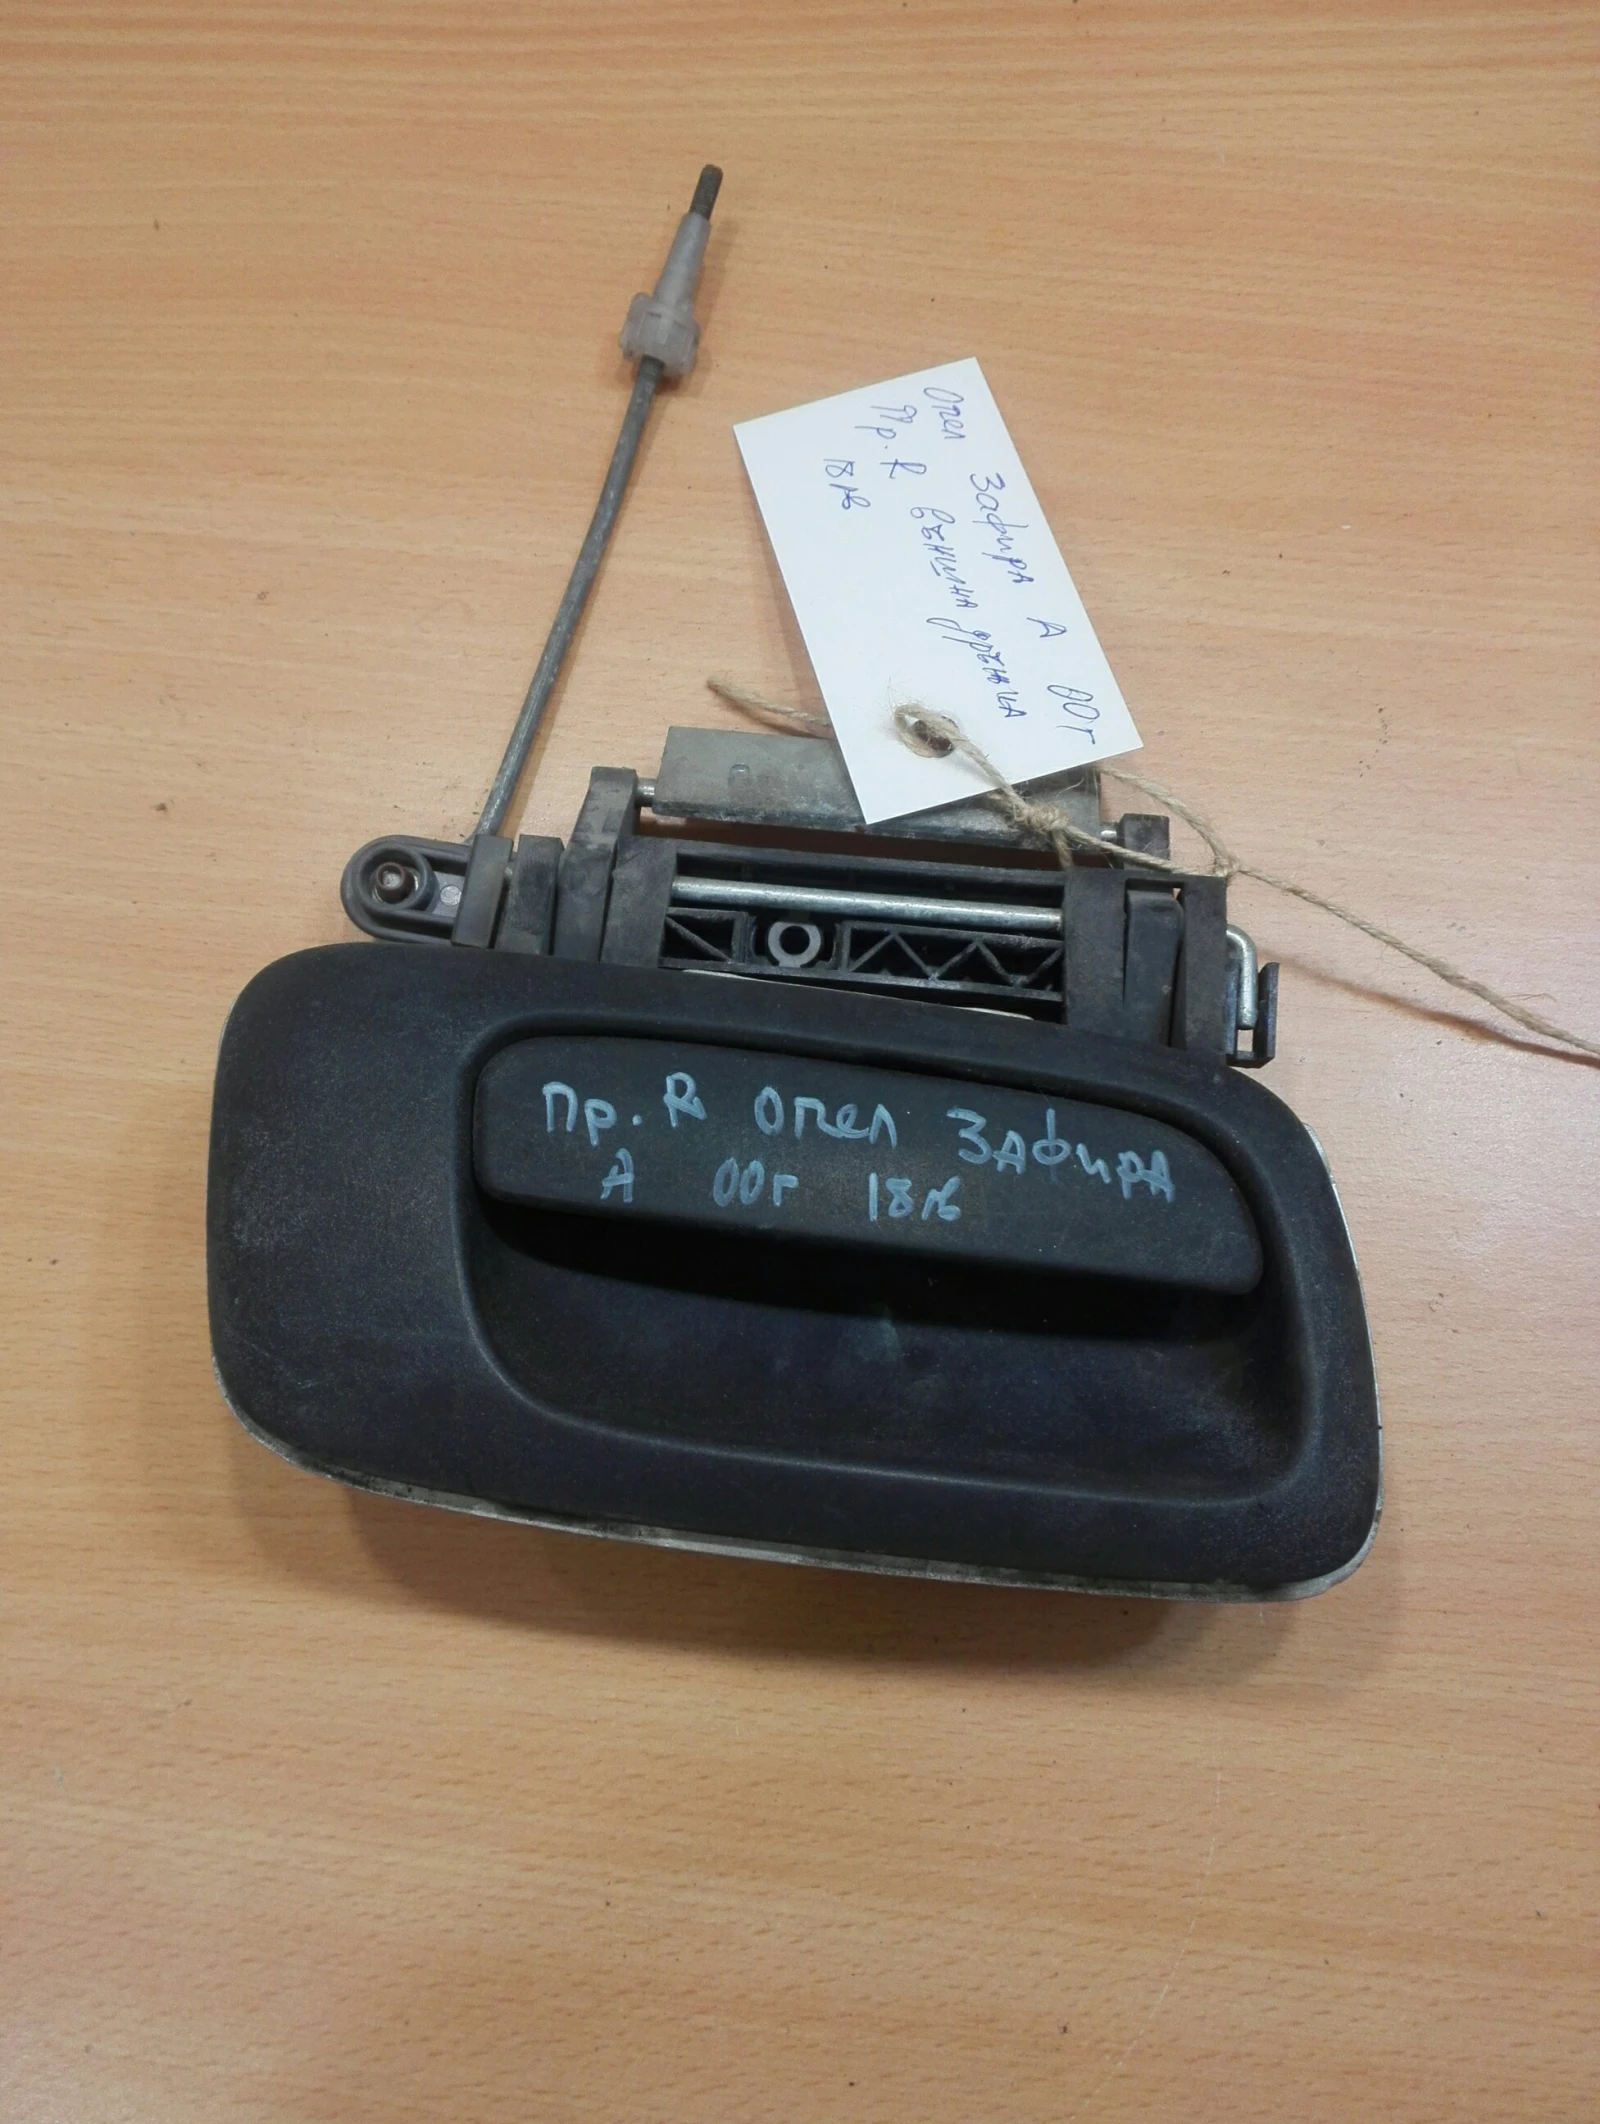 Опел Зафира А 00г
Пр. R външна дръжка
18лв
Пр. R Опел ЗАфирА
А 00г 18лв